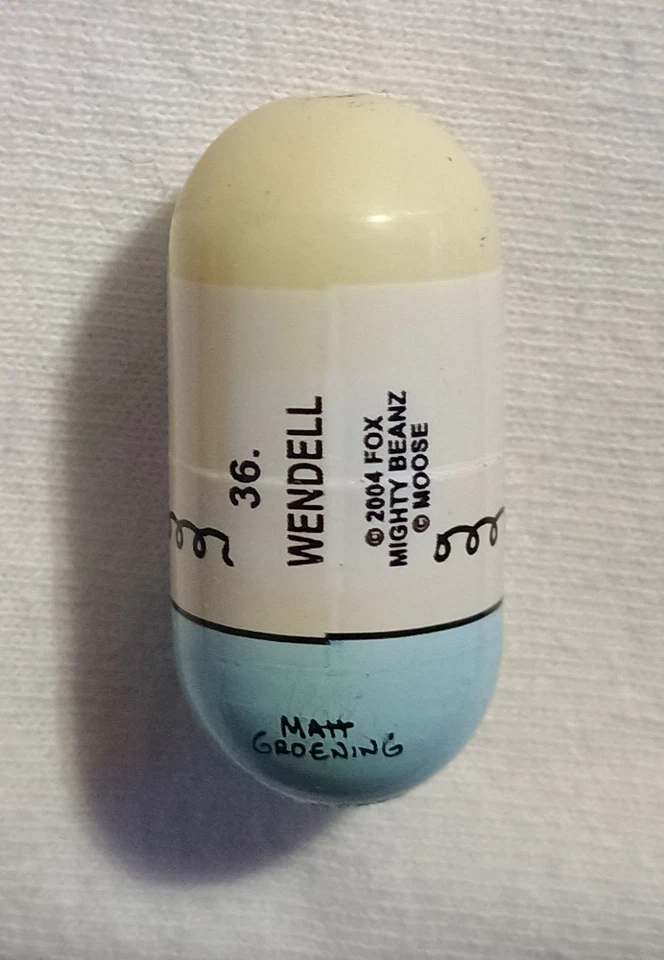 36.
WENDELL
© 2004 FOX
MIGHTY BEANZ
© MOOSE
MATT
GROENING